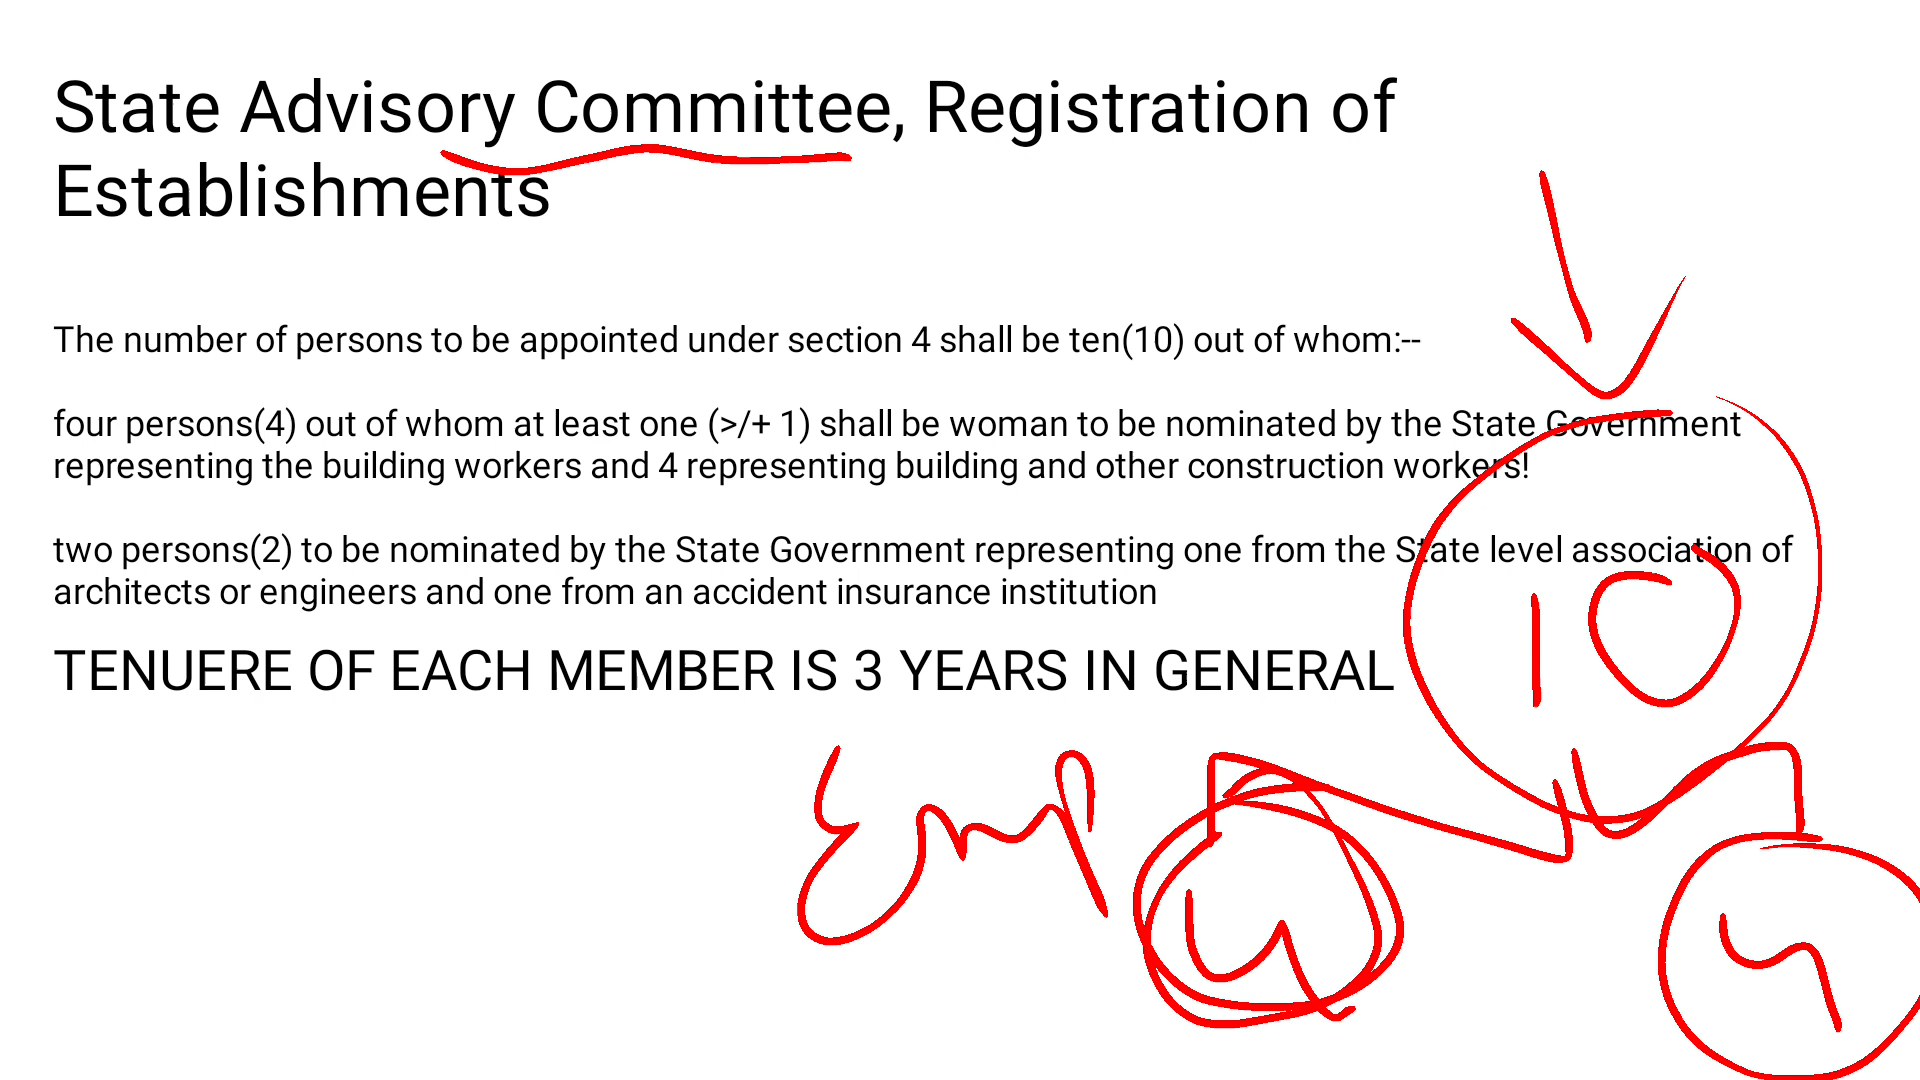 State Advisory Committee, Registration of
Establishments
The number of persons to be appointed under section 4 shall be ten(10) out of whom:--
four persons(4) out of whom at least one (>/+ 1) shall be woman to be nominated by the State Government
representing the building workers and 4 representing building and other construction workers!
two persons(2) to be nominated by the State Government representing one from the State level association of
architects or engineers and one from an accident insurance institution
TENUERE OF EACH MEMBER IS 3 YEARS IN GENERAL
10
Emp 4 4